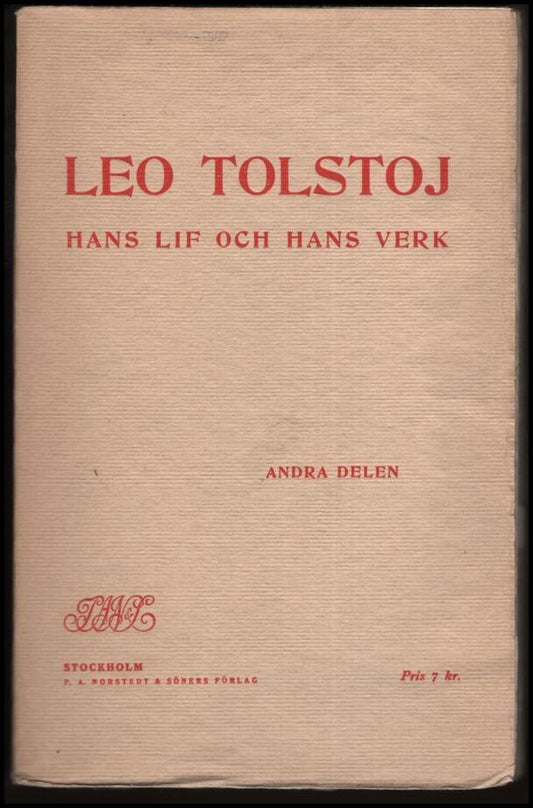 LEO TOLSTOJ
HANS LIF OCH HANS VERK
ANDRA DELEN
P.A.N.&S.
STOCKHOLM
P. A. NORSTEDT & SÖNERS FÖRLAG
Pris 7 kr.